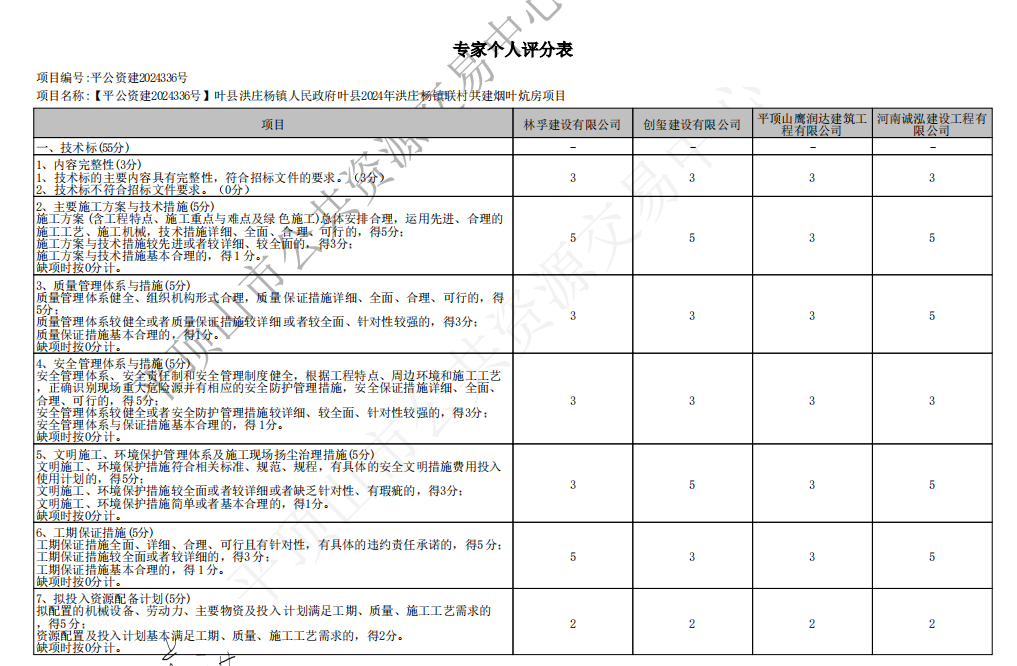 专家个人评分表
项目编号:平公资建2024336号
项目名称:【平公资建2024336号】叶县洪庄杨镇人民政府叶县2024年洪庄杨镇联村共建烟叶炕房项目
项目 林孚建设有限公司 创玺建设有限公司 平顶山鹰润达建筑工程有限公司 河南诚泓建设工程有限公司
一、技术标(55分) - - - -
1、内容完整性(3分)
1、技术标的主要内容具有完整性，符合招标文件的要求。（3分）
2、技术标不符合招标文件要求。（0分）
3 3 3 3
2、主要施工方案与技术措施(5分)
施工方案(含工程特点、施工重点与难点及绿色施工)总体安排合理，运用先进、合理的
施工工艺、施工机械，技术措施详细、全面、合理、可行的，得5分；
施工方案与技术措施较先进或者较详细、较全面的，得3分；
施工方案与技术措施基本合理的，得1分。
缺项时按0分计。
5 5 3 5
3、质量管理体系与措施(5分)
质量管理体系健全、组织机构形式合理，质量保证措施详细、全面、合理、可行的，得
5分；
质量管理体系较健全或者质量保证措施较详细或者较全面、针对性较强的，得3分；
质量保证措施基本合理的，得1分。
缺项时按0分计。
3 3 3 5
4、安全管理体系与措施(5分)
安全管理体系、安全责任制和安全管理制度健全，根据工程特点、周边环境和施工工艺
，正确识别现场重大危险源并有相应的安全防护管理措施，安全保证措施详细、全面、
合理、可行的，得5分；
安全管理体系较健全或者安全防护管理措施较详细、较全面、针对性较强的，得3分；
安全管理体系与保证措施基本合理的，得1分。
缺项时按0分计。
3 3 3 3
5、文明施工、环境保护管理体系及施工现场扬尘治理措施(5分)
文明施工、环境保护措施符合相关标准、规范、规程，有具体的安全文明措施费用投入
使用计划的，得5分；
文明施工、环境保护措施较全面或者较详细或者缺乏针对性、有瑕疵的，得3分；
文明施工、环境保护措施简单或者基本合理的，得1分。
缺项时按0分计。
3 5 3 5
6、工期保证措施(5分)
工期保证措施全面、详细、合理、可行且有针对性，有具体的违约责任承诺的，得5分；
工期保证措施较全面或者较详细的，得3分；
工期保证措施基本合理的，得1分。
缺项时按0分计。
5 3 3 5
7、拟投入资源配备计划(5分)
拟配置的机械设备、劳动力、主要物资及投入计划满足工期、质量、施工工艺需求的
，得5分；
资源配置及投入计划基本满足工期、质量、施工工艺需求的，得2分。
缺项时按0分计。
2 2 2 2
平顶山市公共资源交易中心
平顶山市公共资源交易中心